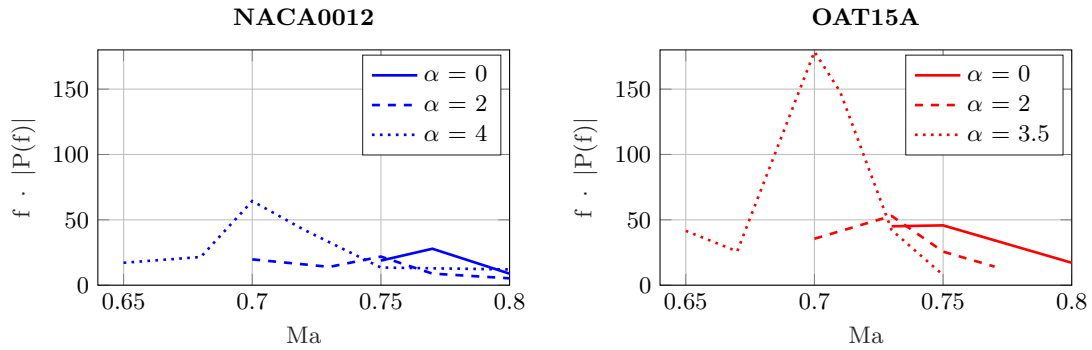 NACA0012
α = 0
α = 2
α = 4
150
100
50
0
f · |P(f)|
0.65 0.7 0.75 0.8
Ma
OAT15A
α = 0
α = 2
α = 3.5
150
100
50
0
f · |P(f)|
0.65 0.7 0.75 0.8
Ma